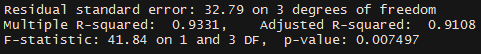 Residual standard error: 32.79 on 3 degrees of freedom
Multiple R-squared:  0.9331,    Adjusted R-squared:  0.9108
F-statistic: 41.84 on 1 and 3 DF,  p-value: 0.007497